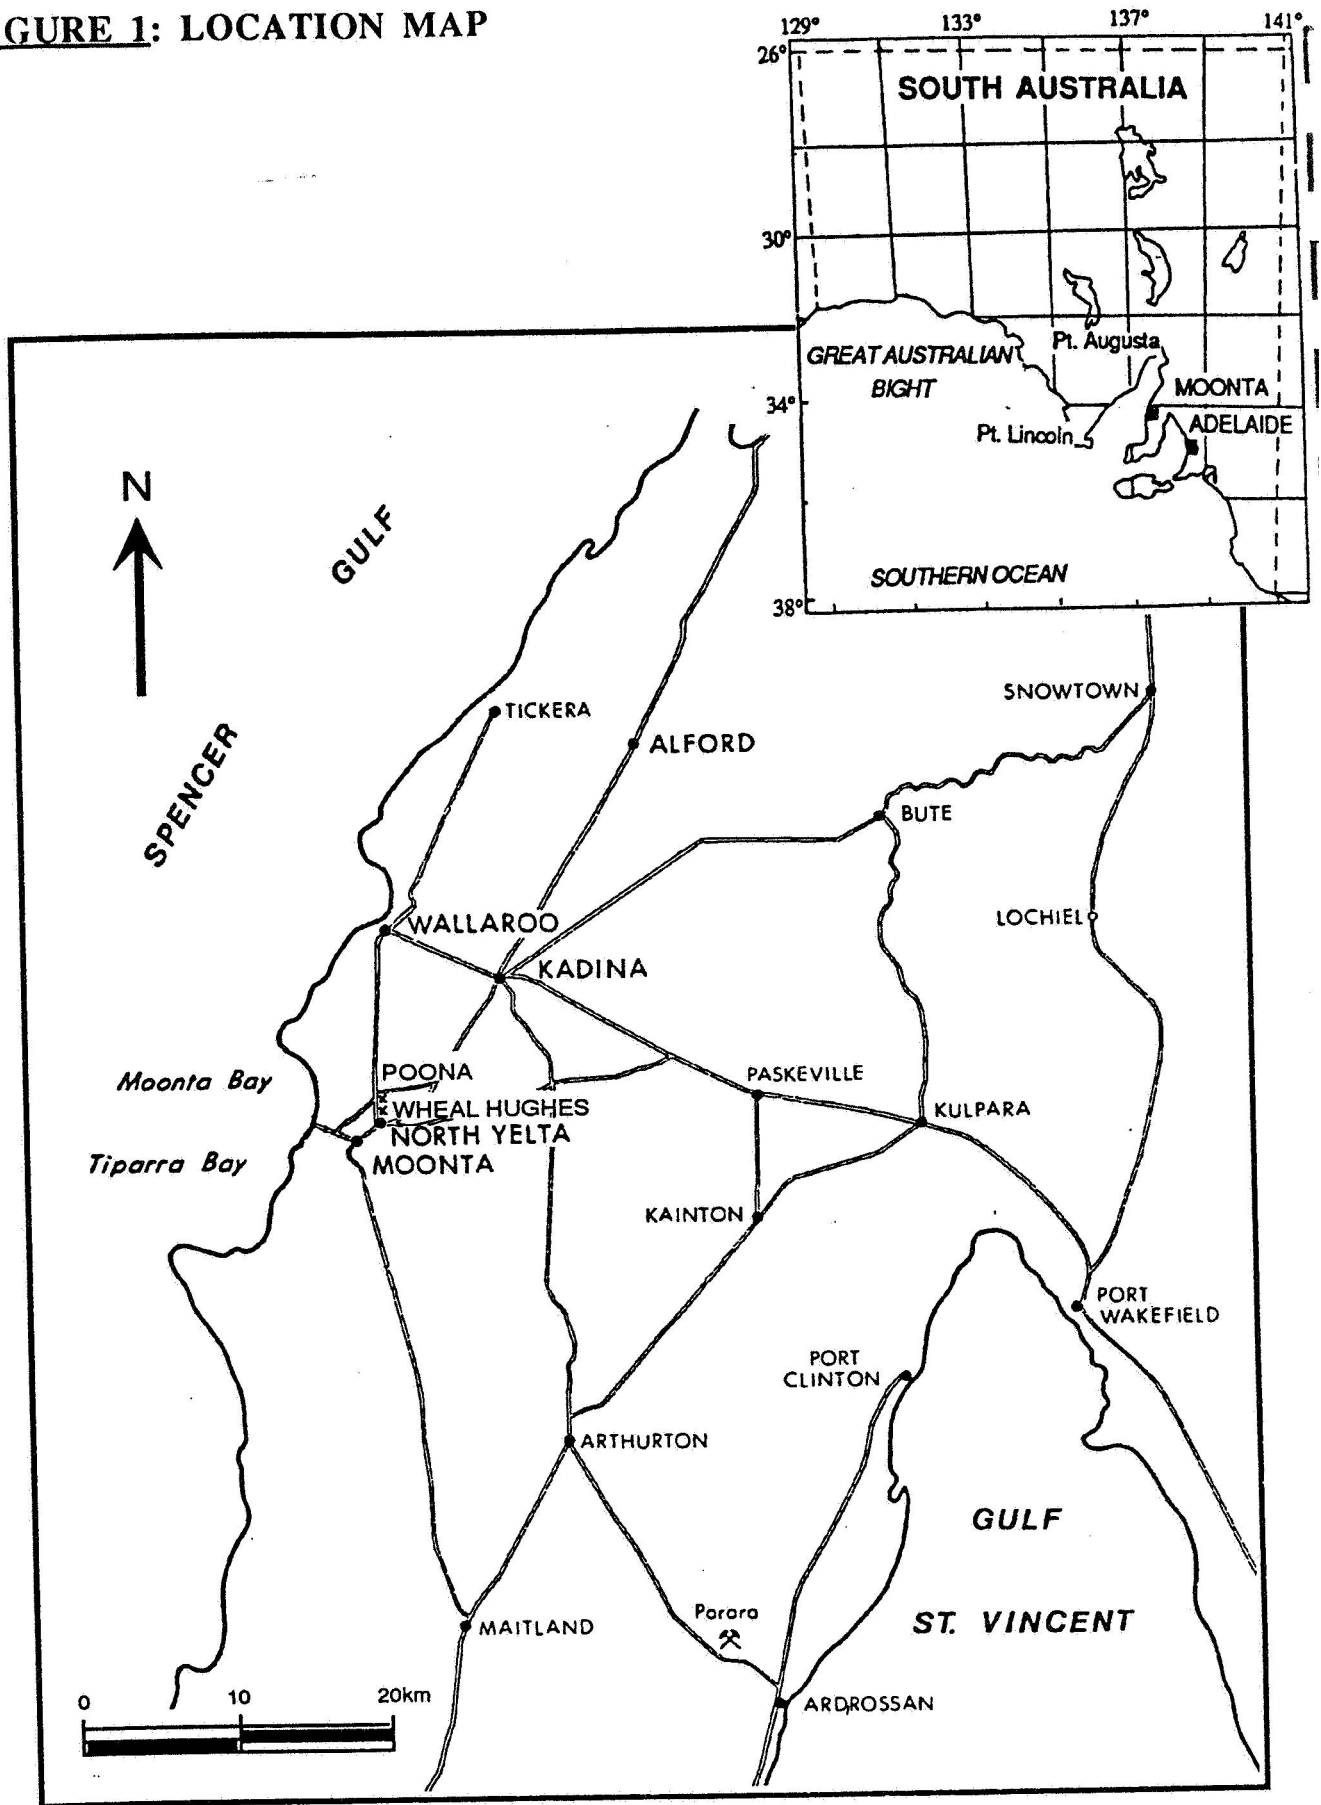 GURE 1: LOCATION MAP
129° 133° 137° 141°
26°
SOUTH AUSTRALIA
30°
Pt. Augusta
GREAT AUSTRALIAN
BIGHT
MOONTA
34°
ADELAIDE
Pt. Lincoln
SOUTHERN OCEAN
38°
N
GULF
SPENCER
SNOWTOWN
TICKERA
ALFORD
BUTE
LOCHIEL
WALLAROO
KADINA
Moonta Bay
POONA
PASKEVILLE
WHEAL HUGHES
KULPARA
NORTH YELTA
Tiparra Bay
MOONTA
KAINTON
PORT
WAKEFIELD
PORT
CLINTON
ARTHURTON
GULF
Parara
ST. VINCENT
MAITLAND
0 10 20km
ARDROSSAN